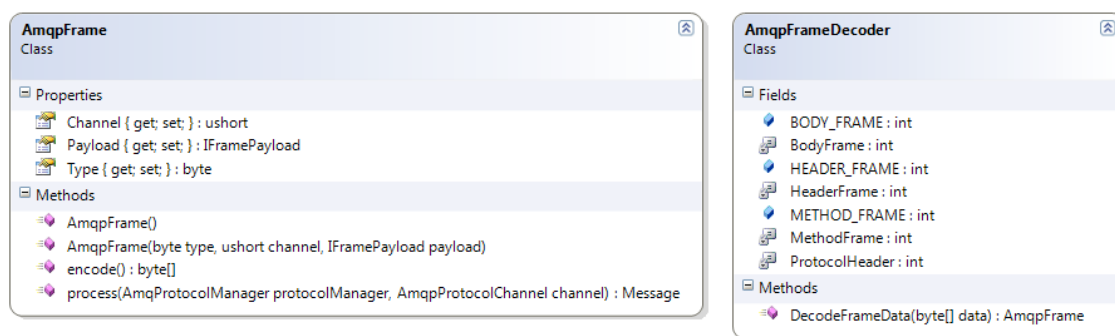 AmqpFrame
Class
Properties
Channel { get; set; } : ushort
Payload { get; set; } : IFramePayload
Type { get; set; } : byte
Methods
AmqpFrame()
AmqpFrame(byte type, ushort channel, IFramePayload payload)
encode() : byte[]
process(AmqProtocolManager protocolManager, AmqpProtocolChannel channel) : Message
AmqpFrameDecoder
Class
Fields
BODY_FRAME : int
BodyFrame : int
HEADER_FRAME : int
HeaderFrame : int
METHOD_FRAME : int
MethodFrame : int
ProtocolHeader : int
Methods
DecodeFrameData(byte[] data) : AmqpFrame